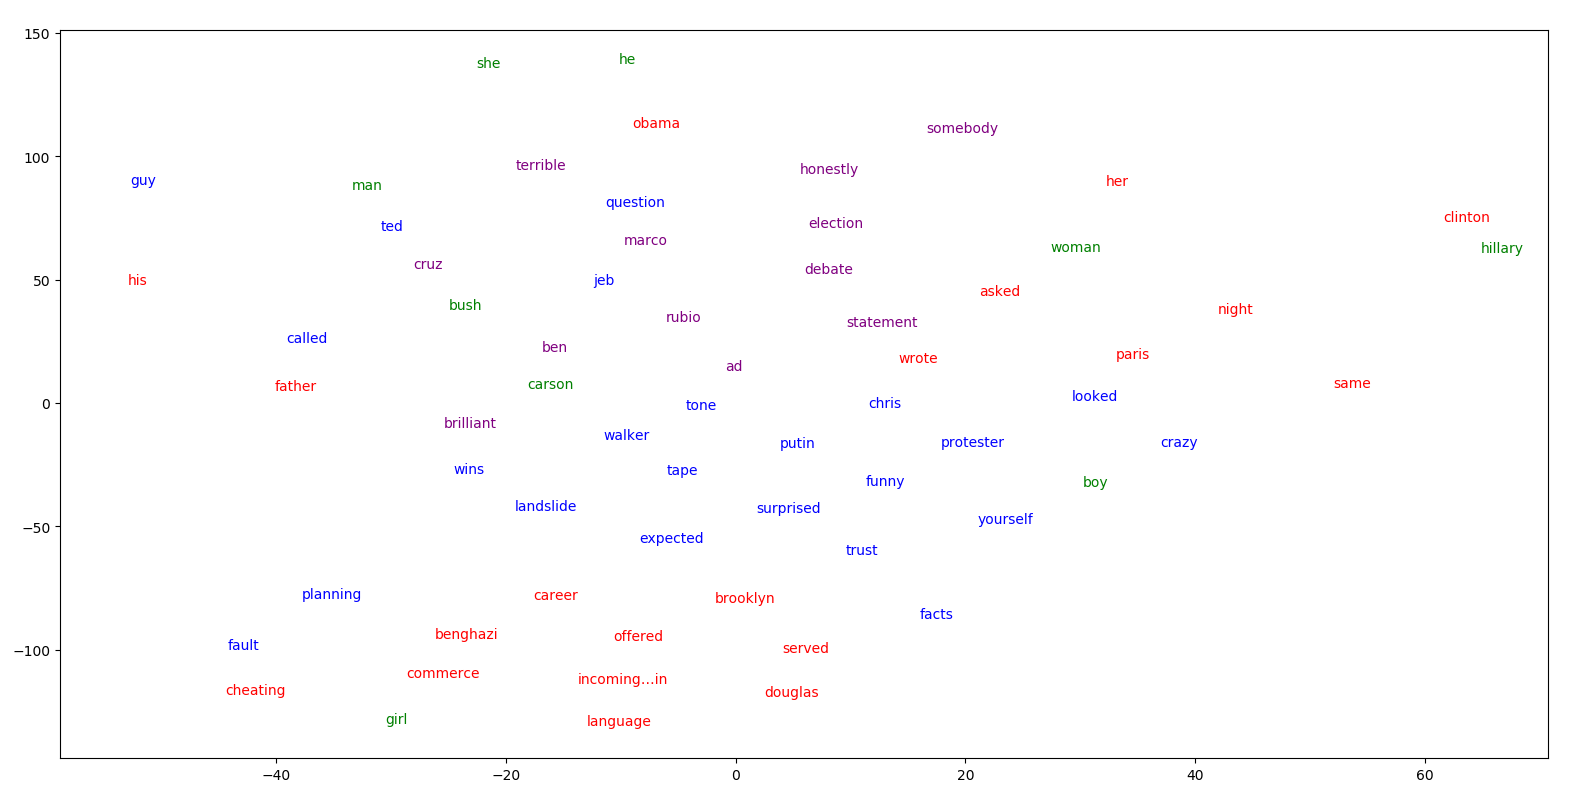 150
she
he
obama
somebody
terrible
honestly
100
guy
man
her
question
clinton
ted
election
marco
woman
hillary
cruz
debate
his
50
jeb
asked
bush
night
rubio
statement
called
ben
paris
wrote
ad
father
carson
same
0
tone
chris
looked
brilliant
walker
putin
protester
crazy
wins
tape
funny
boy
landslide
surprised
yourself
−50
expected
trust
planning
career
brooklyn
facts
benghazi
offered
fault
served
−100
commerce
incoming…in
cheating
douglas
girl
language
−40 −20 0 20 40 60